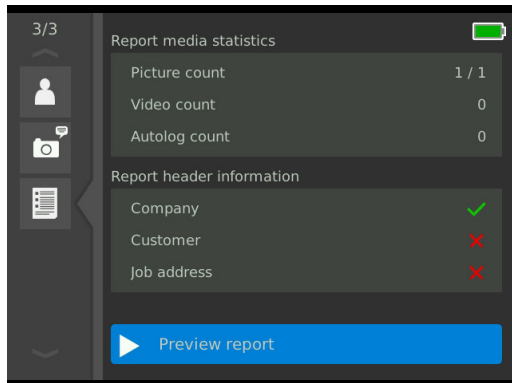 3/3
Report media statistics
Picture count 1 / 1
Video count 0
Autolog count 0
Report header information
Company
Customer
Job address
Preview report